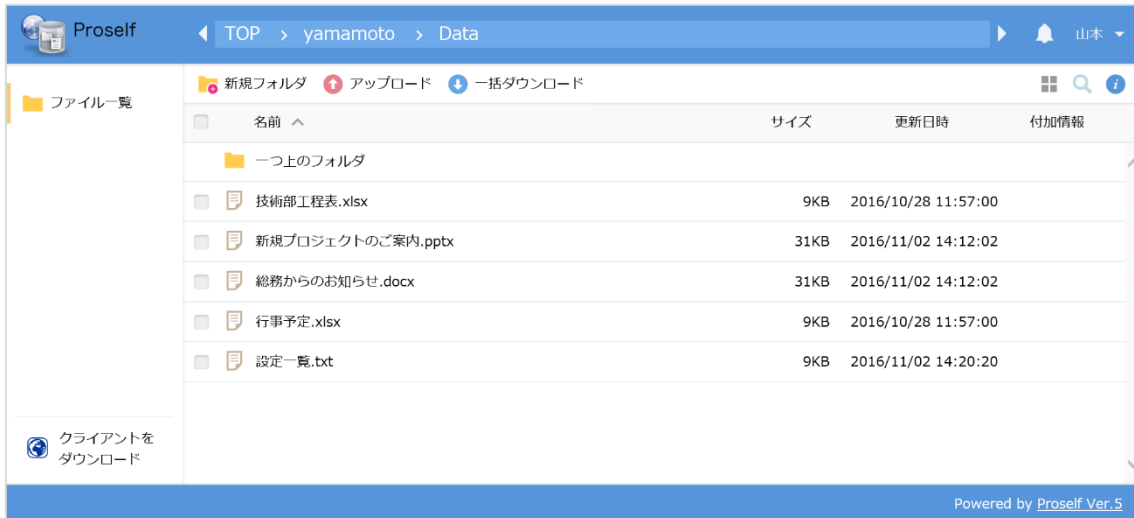 Proself
TOP > yamamoto > Data
山本
ファイル一覧
新規フォルダ アップロード 一括ダウンロード
名前 サイズ 更新日時 付加情報
一つ上のフォルダ
技術部工程表.xlsx 9KB 2016/10/28 11:57:00
新規プロジェクトのご案内.pptx 31KB 2016/11/02 14:12:02
総務からのお知らせ.docx 31KB 2016/11/02 14:12:02
行事予定.xlsx 9KB 2016/10/28 11:57:00
設定一覧.txt 9KB 2016/11/02 14:20:20
クライアントを
ダウンロード
Powered by Proself Ver.5